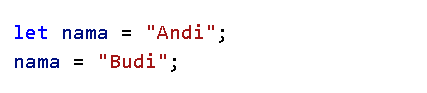 let nama = "Andi";
nama = "Budi";